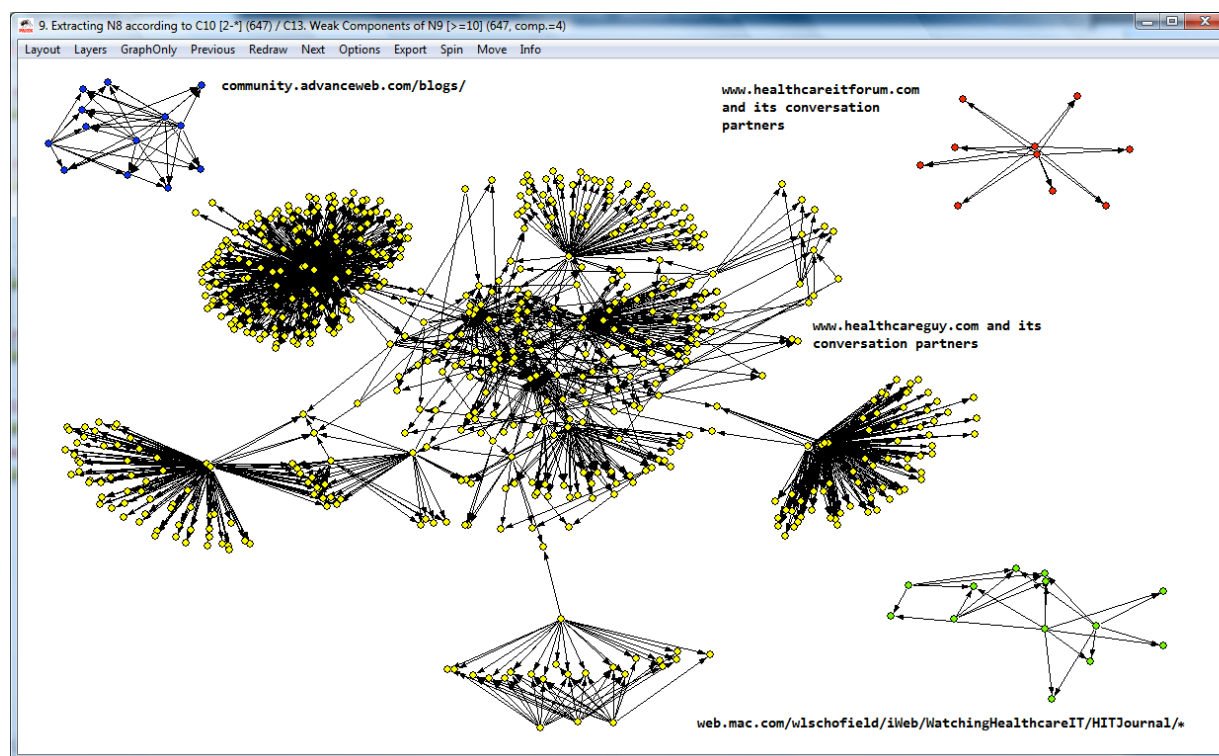 9. Extracting N8 according to C10 [2-*] (647) / C13. Weak Components of N9 [>=10] (647, comp.=4)
Layout Layers GraphOnly Previous Redraw Next Options Export Spin Move Info
community.advanceweb.com/blogs/
www.healthcareitforum.com
and its conversation
partners
www.healthcareguy.com and its
conversation partners
web.mac.com/wlschofield/iWeb/WatchingHealthcareIT/HITJournal/*